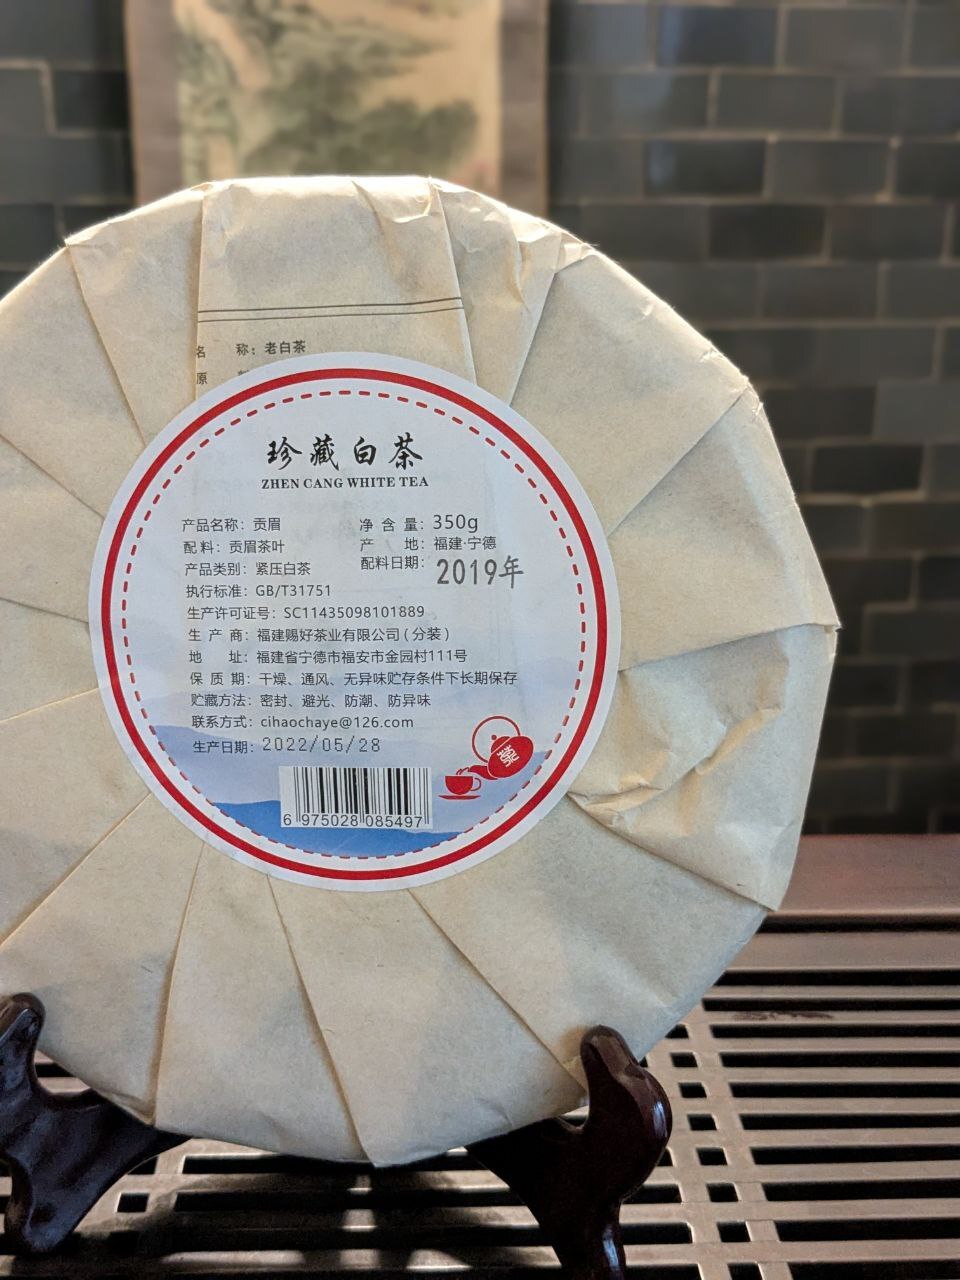 名 称：老白茶
原
珍藏白茶
ZHEN CANG WHITE TEA
产品名称：贡眉 净含量：350g
配料：贡眉茶叶 产 地：福建·宁德
产品类别：紧压白茶 配料日期：2019年
执行标准：GB/T31751
生产许可证号：SC11435098101889
生 产 商：福建赐好茶业有限公司（分装）
地 址：福建省宁德市福安市金园村111号
保 质 期：干燥、通风、无异味贮存条件下长期保存
贮藏方法：密封、避光、防潮、防异味
联系方式：cihaochaye@126.com
生产日期：2022/05/28
茶
6 975028 085497